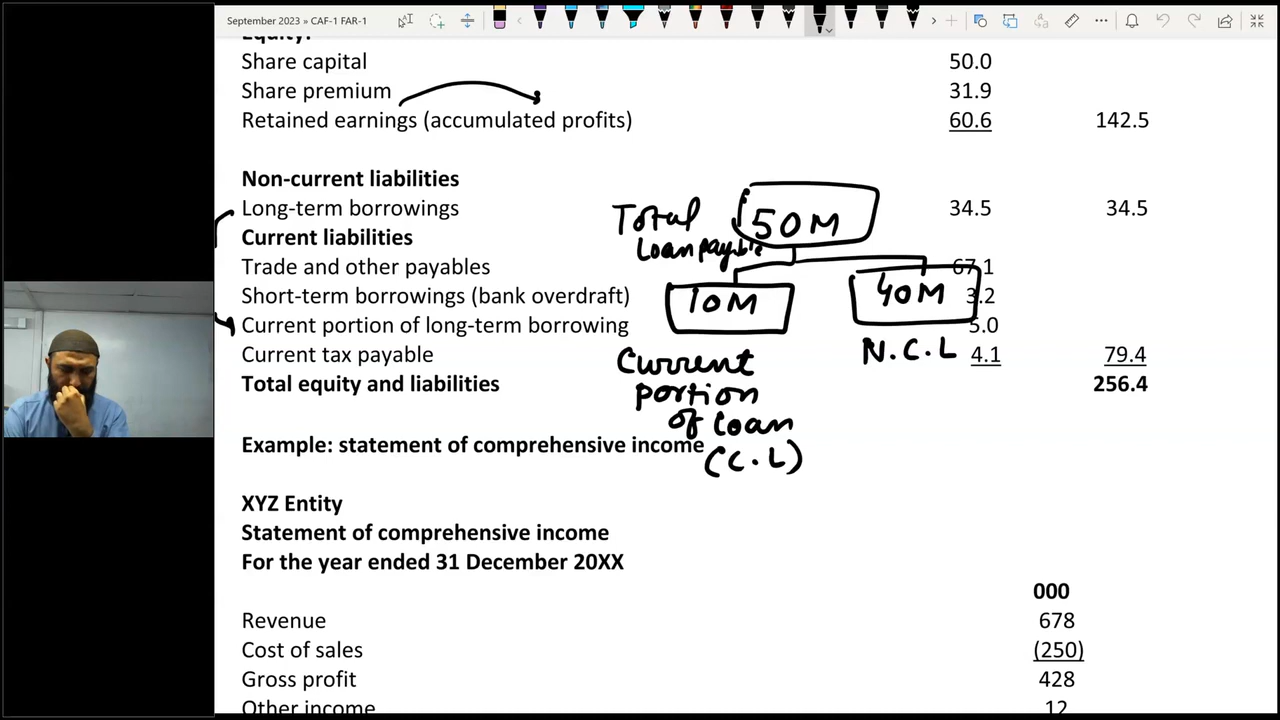 September 2023 » CAF-1 FAR-1
Equity:
Share capital 50.0
Share premium 31.9
Retained earnings (accumulated profits) 60.6 142.5
Non-current liabilities
Long-term borrowings 34.5 34.5
Current liabilities
Trade and other payables 67.1
Short-term borrowings (bank overdraft) 3.2
Current portion of long-term borrowing 5.0
Current tax payable 4.1 79.4
Total equity and liabilities 256.4
Total
Loan payable
50M
10M
40M
Current
portion
of loan
(C.L)
N.C.L
Example: statement of comprehensive income
XYZ Entity
Statement of comprehensive income
For the year ended 31 December 20XX
000
Revenue 678
Cost of sales (250)
Gross profit 428
Other income 12